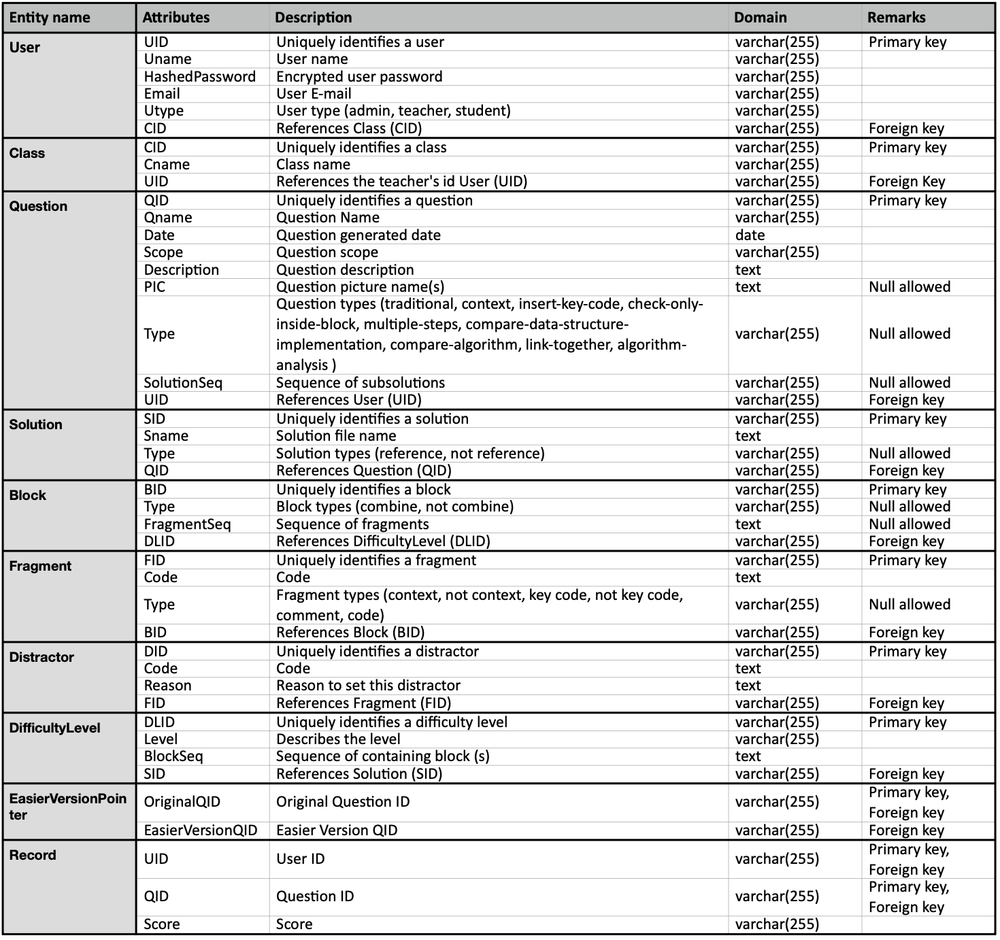 Entity name Attributes Description Domain Remarks
User UID Uniquely identifies a user varchar(255) Primary key
Uname User name varchar(255)
HashedPassword Encrypted user password varchar(255)
Email User E-mail varchar(255)
Utype User type (admin, teacher, student) varchar(255)
CID References Class (CID) varchar(255) Foreign key
Class CID Uniquely identifies a class varchar(255) Primary key
Cname Class name varchar(255)
UID References the teacher's id User (UID) varchar(255) Foreign Key
Question QID Uniquely identifies a question varchar(255) Primary key
Qname Question Name varchar(255)
Date Question generated date date
Scope Question scope varchar(255)
Description Question description text
PIC Question picture name(s) text Null allowed
Question types (traditional, context, insert-key-code, check-only-
inside-block, multiple-steps, compare-data-structure-
Type varchar(255) Null allowed
implementation, compare-algorithm, link-together, algorithm-
analysis )
SolutionSeq Sequence of subsolutions varchar(255) Null allowed
UID References User (UID) varchar(255) Foreign key
Solution SID Uniquely identifies a solution varchar(255) Primary key
Sname Solution file name text
Type Solution types (reference, not reference) varchar(255) Null allowed
QID References Question (QID) varchar(255) Foreign key
Block BID Uniquely identifies a block varchar(255) Primary key
Type Block types (combine, not combine) varchar(255) Null allowed
FragmentSeq Sequence of fragments text Null allowed
DLID References DifficultyLevel (DLID) varchar(255) Foreign key
Fragment FID Uniquely identifies a fragment varchar(255) Primary key
Code Code text
Fragment types (context, not context, key code, not key code,
Type varchar(255) Null allowed
comment, code)
BID References Block (BID) varchar(255) Foreign key
Distractor DID Uniquely identifies a distractor varchar(255) Primary key
Code Code text
Reason Reason to set this distractor text
FID References Fragment (FID) varchar(255) Foreign key
DifficultyLevel DLID Uniquely identifies a difficulty level varchar(255) Primary key
Level Describes the level varchar(255)
BlockSeq Sequence of containing block (s) text
SID References Solution (SID) varchar(255) Foreign key
EasierVersionPoin Primary key,
ter OriginalQID Original Question ID varchar(255) Foreign key
EasierVersionQID Easier Version QID varchar(255) Foreign key
Record Primary key,
UID User ID varchar(255) Foreign key
Primary key,
QID Question ID varchar(255) Foreign key
Score Score varchar(255)